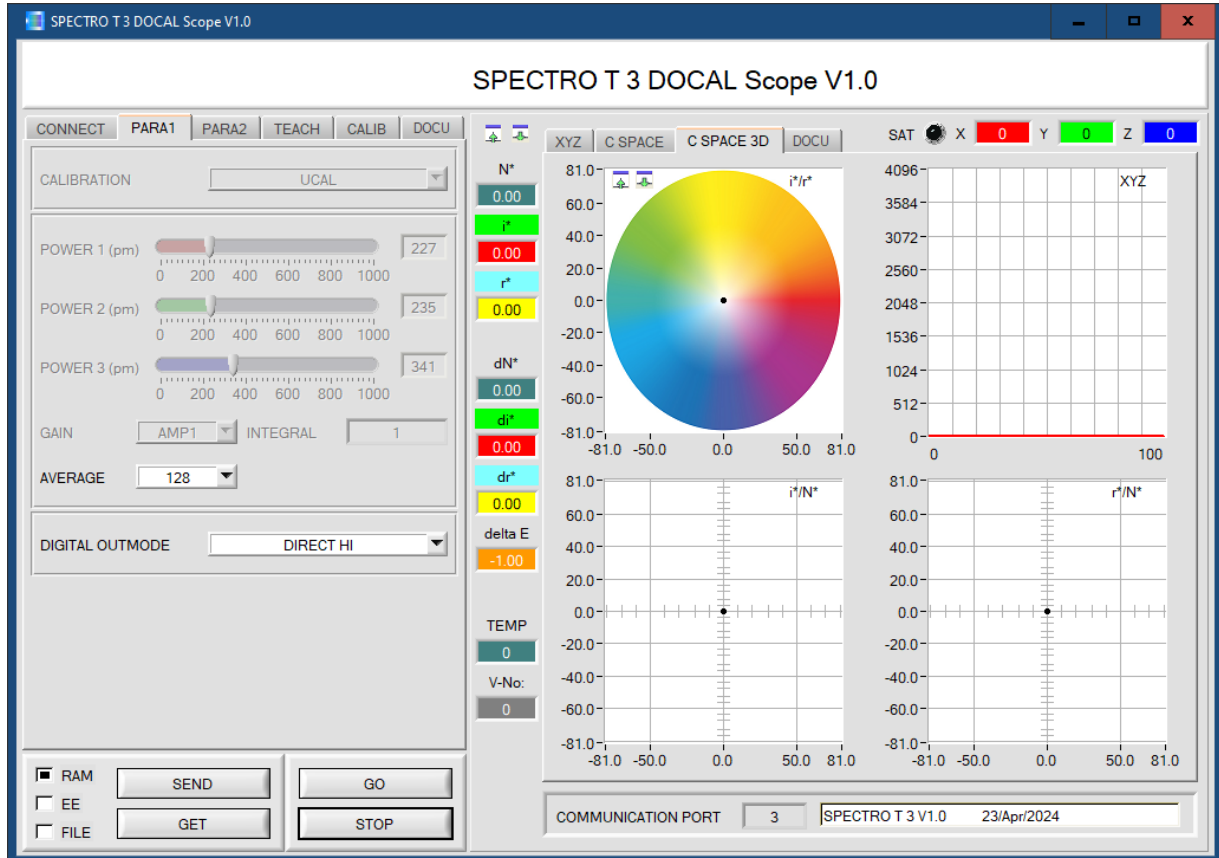 SPECTRO T 3 DOCAL Scope V1.0
SPECTRO T 3 DOCAL Scope V1.0
CONNECT PARA1 PARA2 TEACH CALIB DOCU
CALIBRATION UCAL
POWER 1 (pm) 227
0 200 400 600 800 1000
POWER 2 (pm) 235
0 200 400 600 800 1000
POWER 3 (pm) 341
0 200 400 600 800 1000
GAIN AMP1 INTEGRAL 1
AVERAGE 128
DIGITAL OUTMODE DIRECT HI
RAM
EE
FILE
SEND
GET
GO
STOP
N*
0.00
i*
0.00
r*
0.00
dN*
0.00
di*
0.00
dr*
0.00
delta E
-1.00
TEMP
0
V-No:
0
XYZ C SPACE C SPACE 3D DOCU
SAT X 0 Y 0 Z 0
i*/r*
81.0
60.0
40.0
20.0
0.0
-20.0
-40.0
-60.0
-81.0
-81.0 -50.0 0.0 50.0 81.0
XYZ
4096
3584
3072
2560
2048
1536
1024
512
0
0 100
i*/N*
81.0
60.0
40.0
20.0
0.0
-20.0
-40.0
-60.0
-81.0
-81.0 -50.0 0.0 50.0 81.0
r*/N*
81.0
60.0
40.0
20.0
0.0
-20.0
-40.0
-60.0
-81.0
-81.0 -50.0 0.0 50.0 81.0
COMMUNICATION PORT 3 SPECTRO T 3 V1.0 23/Apr/2024